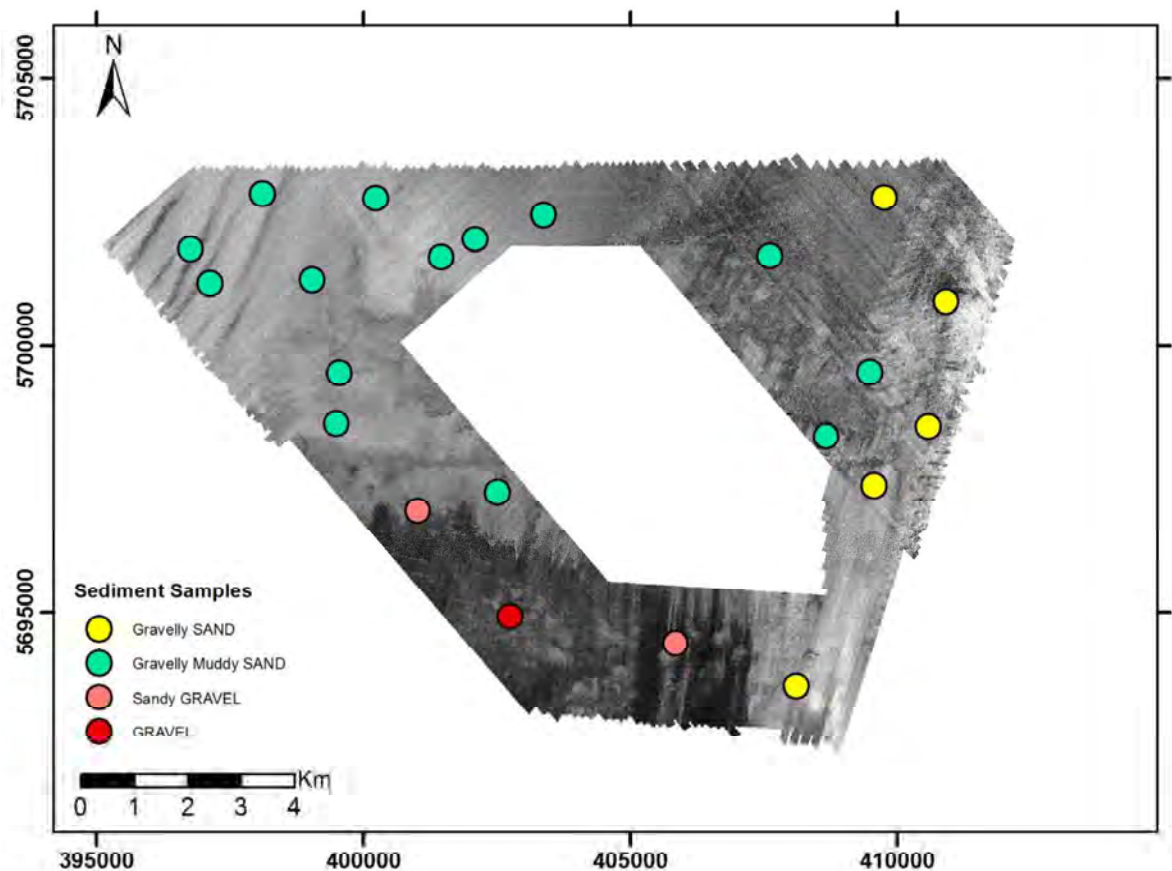 N
5705000
5700000
5695000
Sediment Samples
Gravelly SAND
Gravelly Muddy SAND
Sandy GRAVEL
GRAVEL
Km
0 1 2 3 4
395000 400000 405000 410000